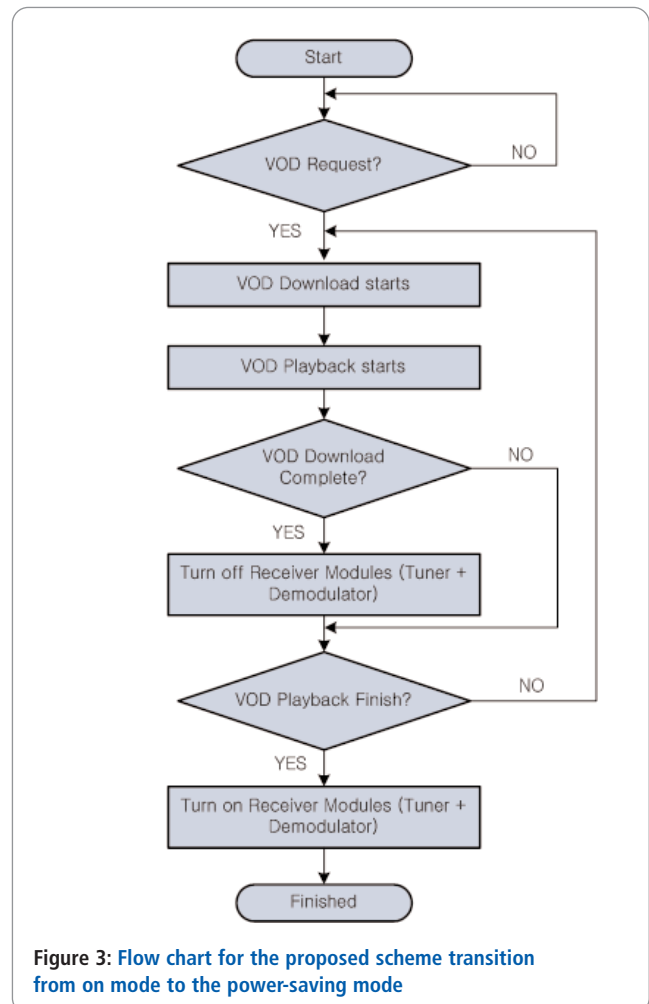 Start
VOD Request?
NO
YES
VOD Download starts
VOD Playback starts
VOD Download
Complete?
NO
YES
Turn off Receiver Modules (Tuner +
Demodulator)
VOD Playback Finish?
NO
YES
Turn on Receiver Modules (Tuner +
Demodulator)
Finished
Figure 3: Flow chart for the proposed scheme transition
from on mode to the power-saving mode